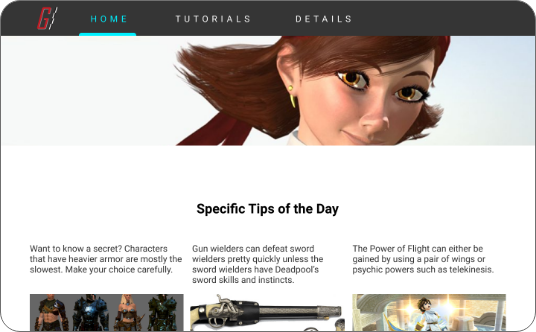 G
HOME TUTORIALS DETAILS
Specific Tips of the Day
Want to know a secret? Characters
that have heavier armor are mostly the
slowest. Make your choice carefully.
Gun wielders can defeat sword
wielders pretty quickly unless the
sword wielders have Deadpool's
sword skills and instincts.
The Power of Flight can either be
gained by using a pair of wings or
psychic powers such as telekinesis.